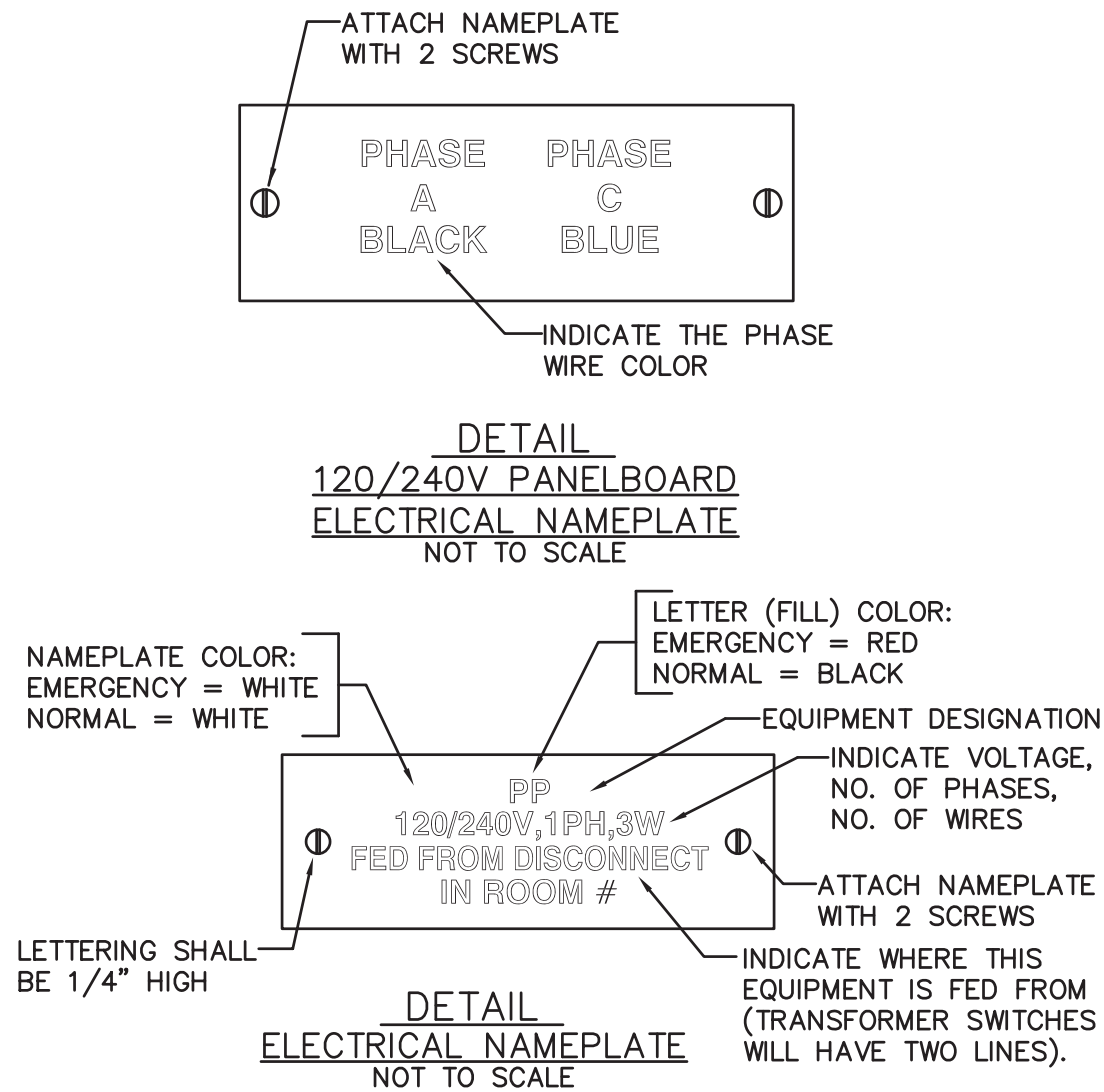 ATTACH NAMEPLATE
WITH 2 SCREWS
PHASE PHASE
A C
BLACK BLUE
INDICATE THE PHASE
WIRE COLOR
DETAIL
120/240V PANELBOARD
ELECTRICAL NAMEPLATE
NOT TO SCALE
LETTER (FILL) COLOR:
EMERGENCY = RED
NORMAL = BLACK
NAMEPLATE COLOR:
EMERGENCY = WHITE
NORMAL = WHITE
EQUIPMENT DESIGNATION
INDICATE VOLTAGE,
NO. OF PHASES,
NO. OF WIRES
PP
120/240V,1PH,3W
FED FROM DISCONNECT
IN ROOM #
ATTACH NAMEPLATE
WITH 2 SCREWS
LETTERING SHALL
BE 1/4" HIGH
INDICATE WHERE THIS
EQUIPMENT IS FED FROM
(TRANSFORMER SWITCHES
WILL HAVE TWO LINES).
DETAIL
ELECTRICAL NAMEPLATE
NOT TO SCALE